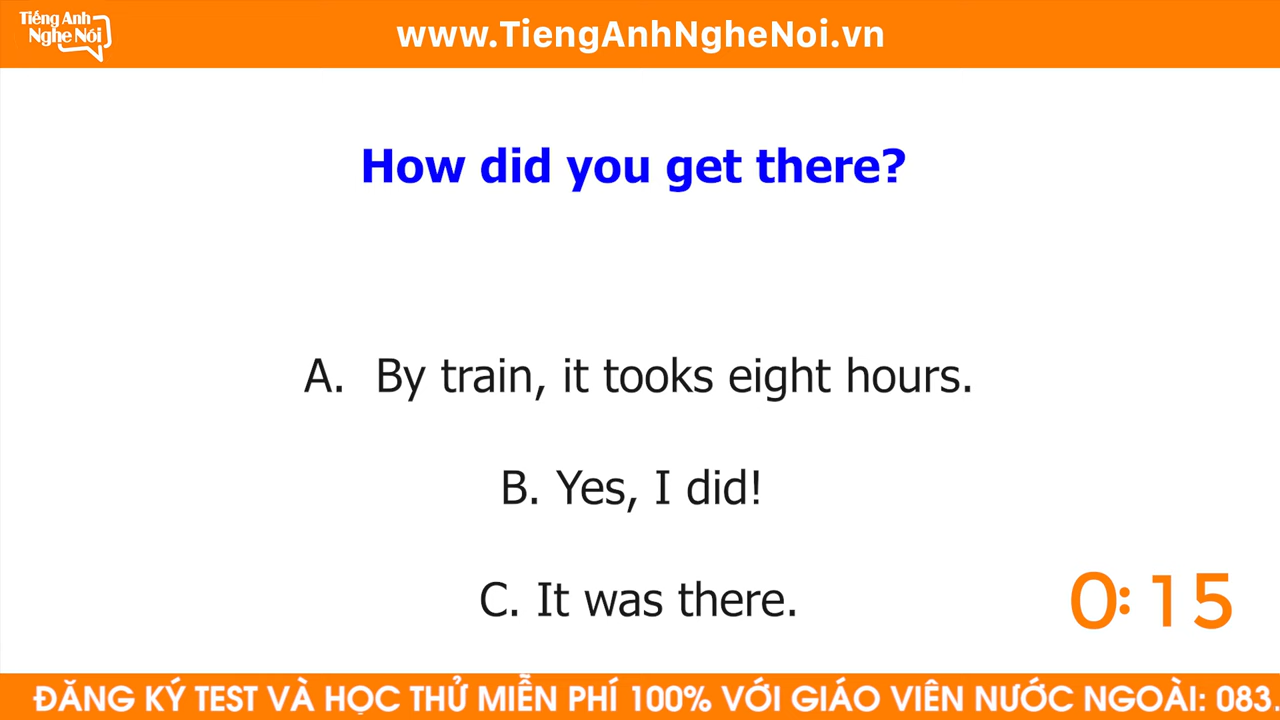 Tiếng Anh
Nghe Nói
www.TiengAnhNgheNoi.vn
How did you get there?
A. By train, it tooks eight hours.
B. Yes, I did!
C. It was there.
0:15
ĐĂNG KÝ TEST VÀ HỌC THỬ MIỄN PHÍ 100% VỚI GIÁO VIÊN NƯỚC NGOÀI: 083.